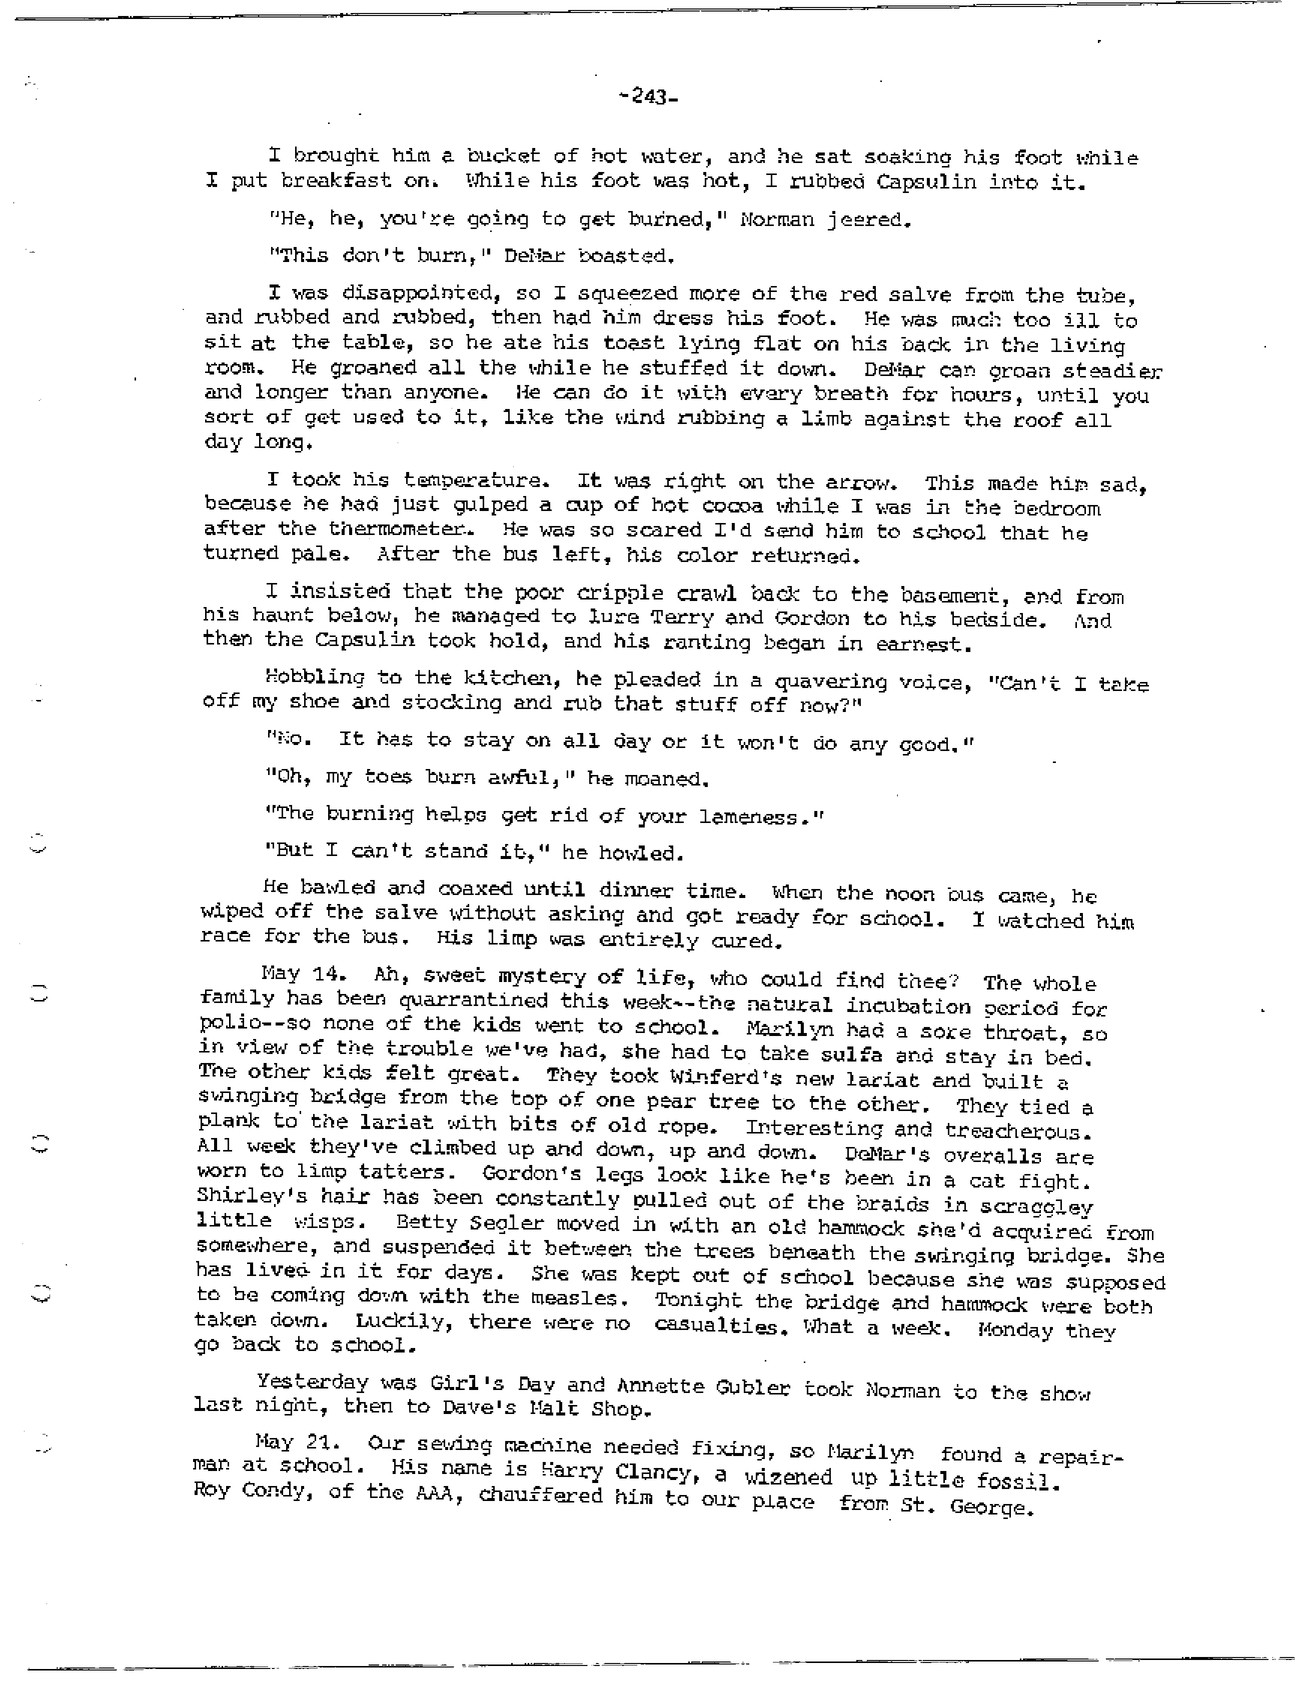 -243-
I brought him a bucket of hot water, and he sat soaking his foot while
I put breakfast on. While his foot was hot, I rubbed Capsulin into it.
"He, he, you're going to get burned," Norman jeered.
"This don't burn," DeMar boasted.
I was disappointed, so I squeezed more of the red salve from the tube,
and rubbed and rubbed, then had him dress his foot. He was much too ill to
sit at the table, so he ate his toast lying flat on his back in the living
room. He groaned all the while he stuffed it down. DeMar can groan steadier
and longer than anyone. He can do it with every breath for hours, until you
sort of get used to it, like the wind rubbing a limb against the roof all
day long.
I took his temperature. It was right on the arrow. This made him sad,
because he had just gulped a cup of hot cocoa while I was in the bedroom
after the thermometer. He was so scared I'd send him to school that he
turned pale. After the bus left, his color returned.
I insisted that the poor cripple crawl back to the basement, and from
his haunt below, he managed to lure Terry and Gordon to his bedside. And
then the Capsulin took hold, and his ranting began in earnest.
Hobbling to the kitchen, he pleaded in a quavering voice, "Can't I take
off my shoe and stocking and rub that stuff off now?"
"No. It has to stay on all day or it won't do any good."
"Oh, my toes burn awful," he moaned.
"The burning helps get rid of your lameness."
"But I can't stand it," he howled.
He bawled and coaxed until dinner time. When the noon bus came, he
wiped off the salve without asking and got ready for school. I watched him
race for the bus. His limp was entirely cured.
May 14. Ah, sweet mystery of life, who could find thee? The whole
family has been quarrantined this week--the natural incubation period for
polio--so none of the kids went to school. Marilyn had a sore throat, so
in view of the trouble we've had, she had to take sulfa and stay in bed.
The other kids felt great. They took Winferd's new lariat and built a
swinging bridge from the top of one pear tree to the other. They tied a
plank to the lariat with bits of old rope. Interesting and treacherous.
All week they've climbed up and down, up and down. DeMar's overalls are
worn to limp tatters. Gordon's legs look like he's been in a cat fight.
Shirley's hair has been constantly pulled out of the braids in scraggley
little wisps. Betty Segler moved in with an old hammock she'd acquired from
somewhere, and suspended it between the trees beneath the swinging bridge. She
has lived in it for days. She was kept out of school because she was supposed
to be coming down with the measles. Tonight the bridge and hammock were both
taken down. Luckily, there were no casualties. What a week. Monday they
go back to school.
Yesterday was Girl's Day and Annette Gubler took Norman to the show
last night, then to Dave's Malt Shop.
May 21. Our sewing machine needed fixing, so Marilyn found a repair-
man at school. His name is Harry Clancy, a wizened up little fossil.
Roy Condy, of the AAA, chauffered him to our place from St. George.